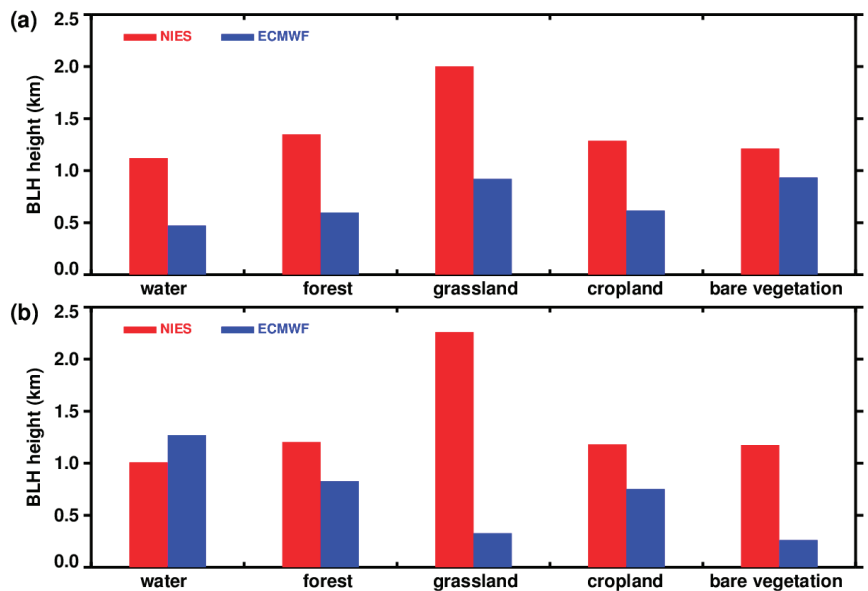 (a)
2.5
NIES ECMWF
2.0
1.5
1.0
0.5
0.0
BLH height (km)
water forest grassland cropland bare vegetation
(b)
2.5
NIES ECMWF
2.0
1.5
1.0
0.5
0.0
BLH height (km)
water forest grassland cropland bare vegetation